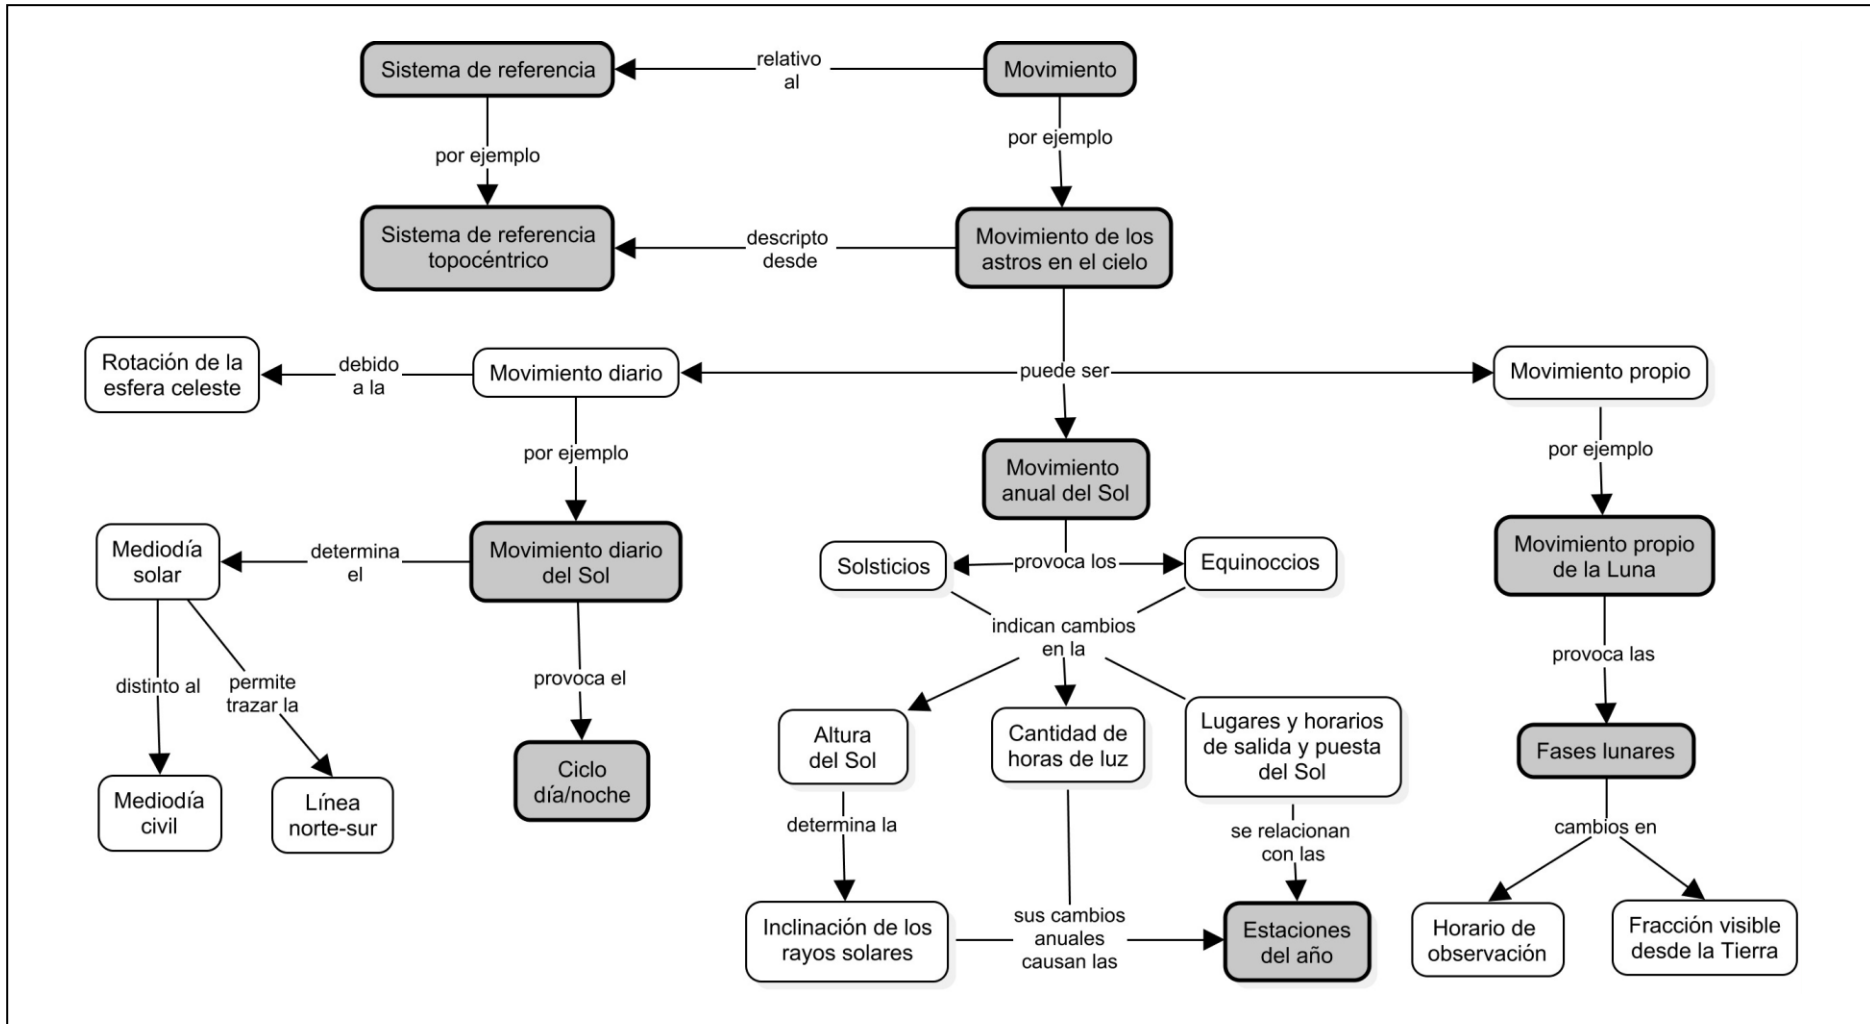 Sistema de referencia
relativo
al
Movimiento
por ejemplo
por ejemplo
Sistema de referencia
topocéntrico
descripto
desde
Movimiento de los
astros en el cielo
Rotación de la
esfera celeste
debido
a la
Movimiento diario
puede ser
Movimiento propio
por ejemplo
Movimiento
anual del Sol
por ejemplo
Mediodía
solar
determina
el
Movimiento diario
del Sol
Solsticios
provoca los
Equinoccios
Movimiento propio
de la Luna
indican cambios
en la
distinto al
permite
trazar la
provoca el
provoca las
Altura
del Sol
Cantidad de
horas de luz
Lugares y horarios
de salida y puesta
del Sol
Fases lunares
Mediodía
civil
Línea
norte-sur
Ciclo
día/noche
determina la
se relacionan
con las
cambios en
Inclinación de los
rayos solares
sus cambios
anuales
causan las
Estaciones
del año
Horario de
observación
Fracción visible
desde la Tierra